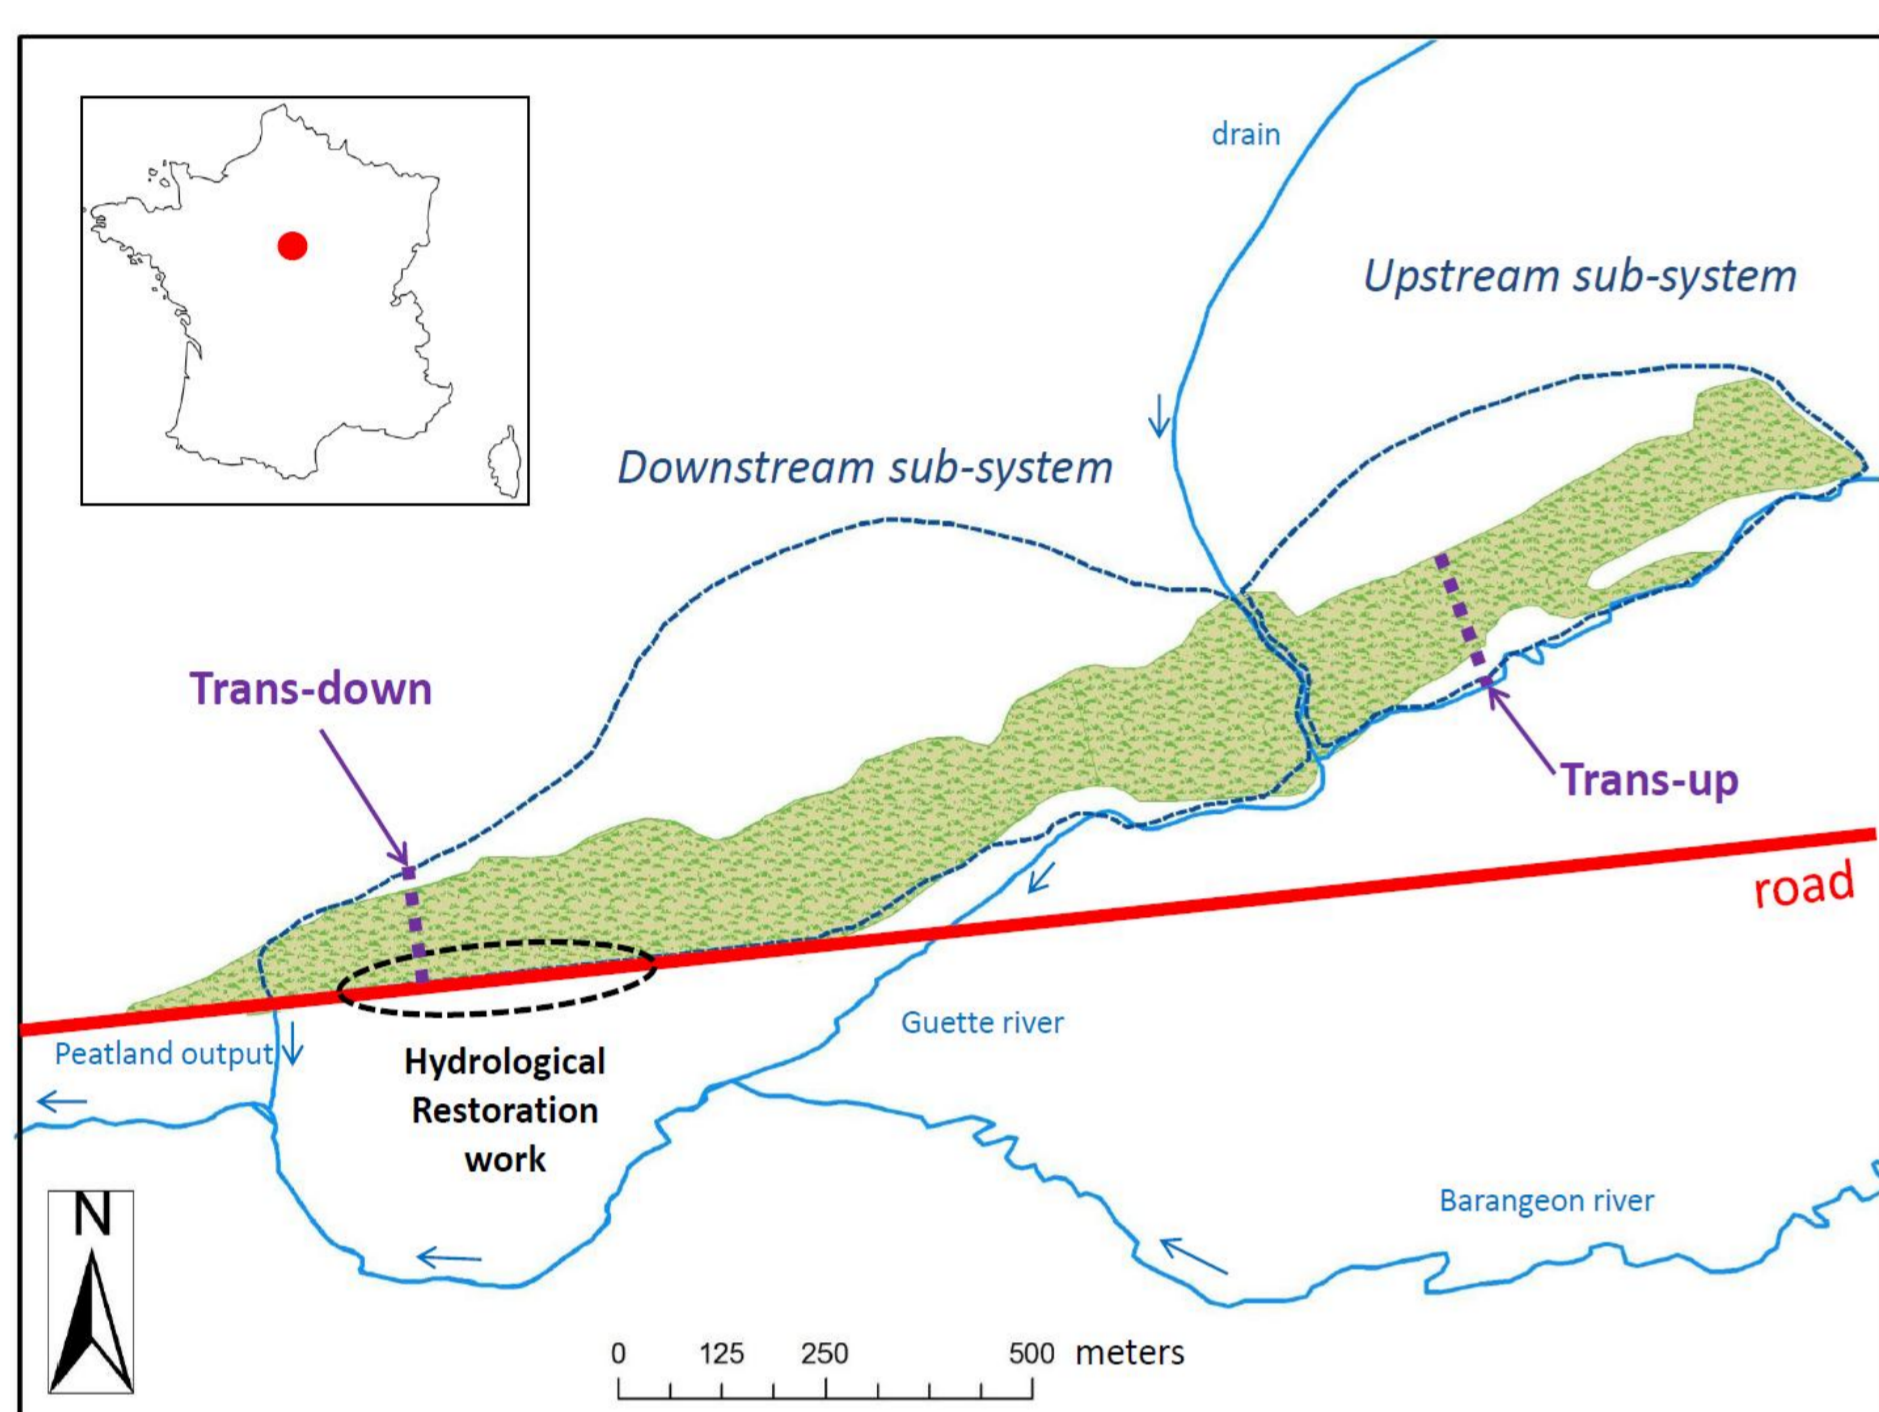 drain
Upstream sub-system
Downstream sub-system
Trans-down
Trans-up
road
Peatland output
Guette river
Hydrological
Restoration
work
Barangeon river
N
0 125 250 500 meters